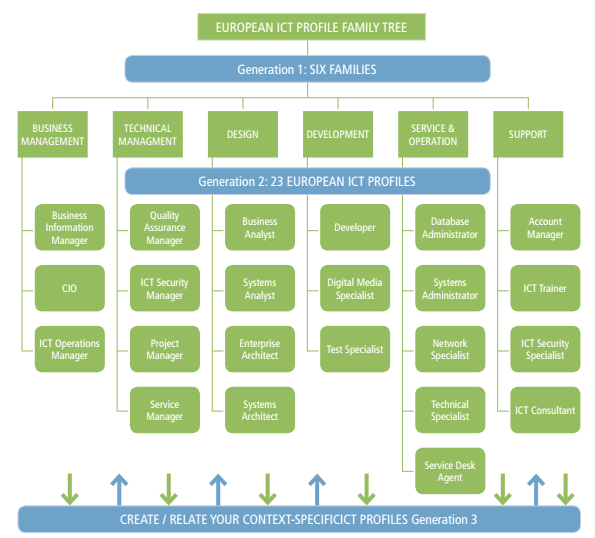 EUROPEAN ICT PROFILE FAMILY TREE
Generation 1: SIX FAMILIES
BUSINESS
MANAGEMENT
TECHNICAL
MANAGMENT
DESIGN
DEVELOPMENT
SERVICE &
OPERATION
SUPPORT
Generation 2: 23 EUROPEAN ICT PROFILES
Business
Information
Manager
Quality
Assurance
Manager
Business
Analyst
Developer
Database
Administrator
Account
Manager
CIO
ICT Security
Manager
Systems
Analyst
Digital Media
Specialist
Systems
Administrator
ICT Trainer
ICT Operations
Manager
Project
Manager
Enterprise
Architect
Test Specialist
Network
Specialist
ICT Security
Specialist
Service
Manager
Systems
Architect
Technical
Specialist
ICT Consultant
Service Desk
Agent
CREATE / RELATE YOUR CONTEXT-SPECIFICICT PROFILES Generation 3